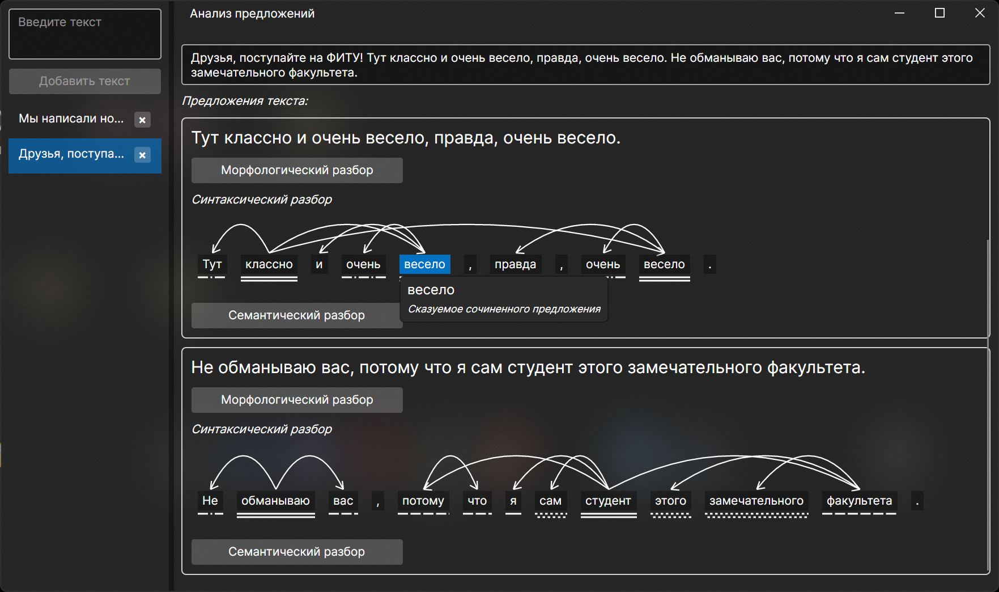 Введите текст
Добавить текст
Мы написали но...
Друзья, поступа...
Анализ предложений
Друзья, поступайте на ФИТУ! Тут классно и очень весело, правда, очень весело. Не обманываю вас, потому что я сам студент этого
замечательного факультета.
Предложения текста:
Тут классно и очень весело, правда, очень весело.
Морфологический разбор
Синтаксический разбор
Тут классно и очень весело , правда , очень весело .
весело
Сказуемое сочиненного предложения
Семантический разбор
Не обманываю вас, потому что я сам студент этого замечательного факультета.
Морфологический разбор
Синтаксический разбор
Не обманываю вас , потому что я сам студент этого замечательного факультета .
Семантический разбор